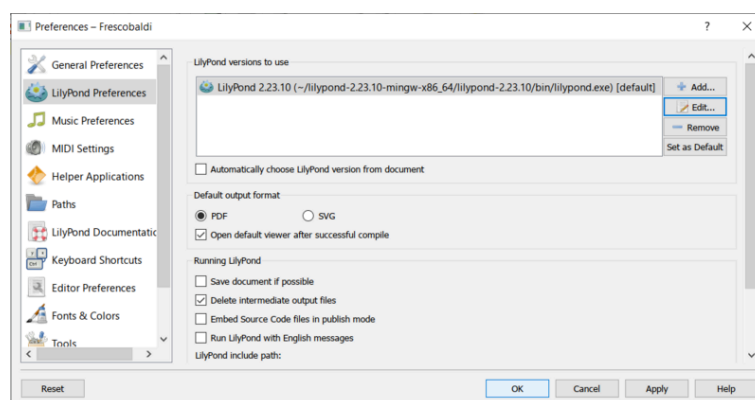 Preferences – Frescobaldi
General Preferences
LilyPond Preferences
Music Preferences
MIDI Settings
Helper Applications
Paths
LilyPond Documentatic
Keyboard Shortcuts
Editor Preferences
Fonts & Colors
Tools
LilyPond versions to use
LilyPond 2.23.10 (~/lilypond-2.23.10-mingw-x86_64/lilypond-2.23.10/bin/lilypond.exe) [default]
Add...
Edit...
Remove
Set as Default
Automatically choose LilyPond version from document
Default output format
PDF SVG
Open default viewer after successful compile
Running LilyPond
Save document if possible
Delete intermediate output files
Embed Source Code files in publish mode
Run LilyPond with English messages
LilyPond include path:
Reset OK Cancel Apply Help